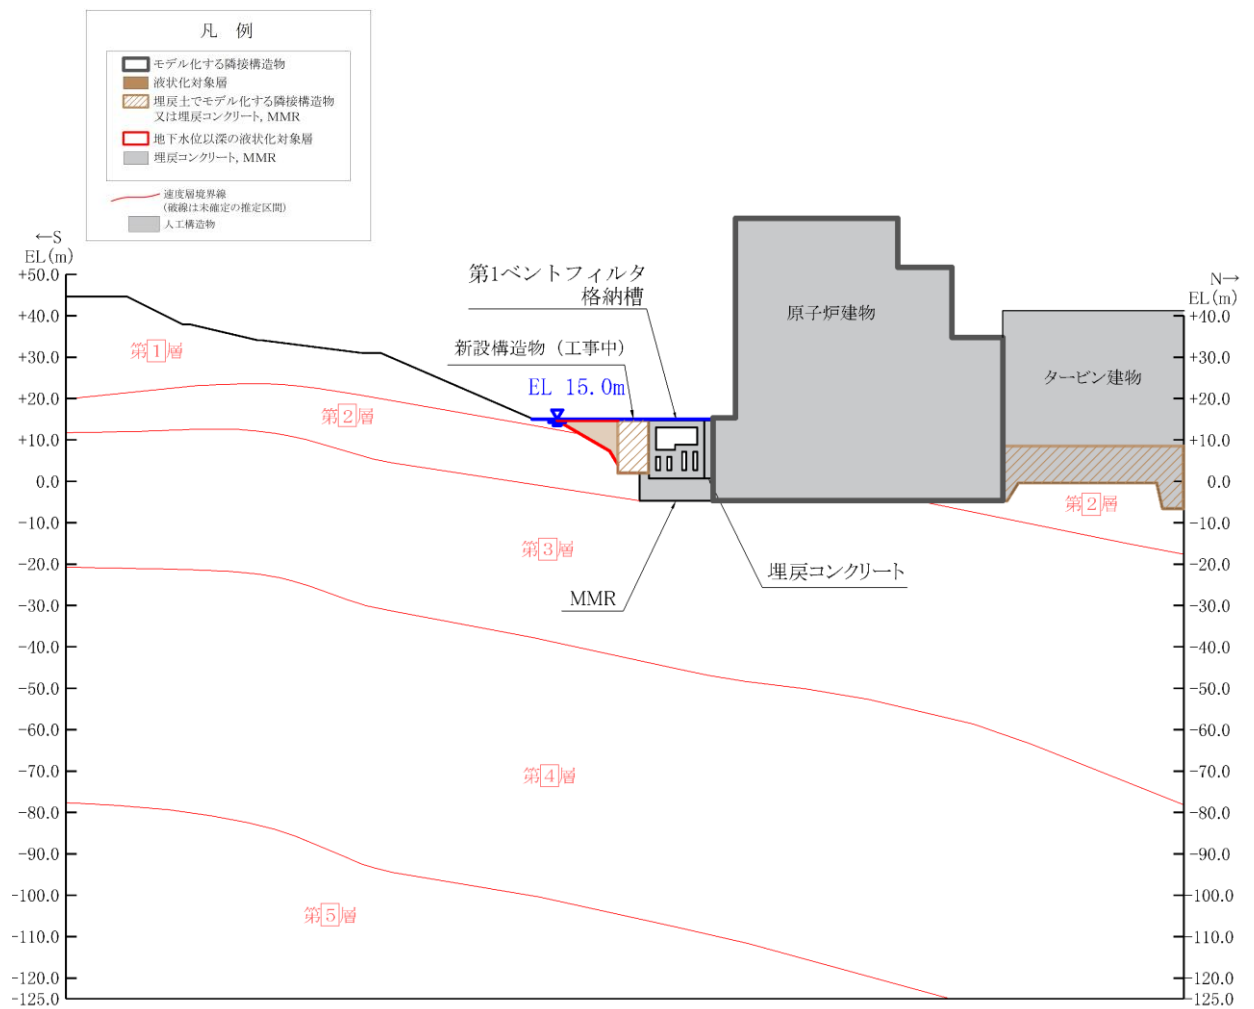 凡 例
モデル化する隣接構造物
液状化対象層
埋戻土でモデル化する隣接構造物
又は埋戻コンクリート, MMR
地下水位以深の液状化対象層
埋戻コンクリート, MMR
速度層境界線
(破線は未確定の推定区間)
人工構造物
←S
EL(m)
+50.0
+40.0
+30.0
+20.0
+10.0
0.0
-10.0
-20.0
-30.0
-40.0
-50.0
-60.0
-70.0
-80.0
-90.0
-100.0
-110.0
-120.0
-125.0
第1ベントフィルタ
格納槽
新設構造物（工事中）
EL 15.0m
原子炉建物
タービン建物
第1層
第2層
第2層
第3層
埋戻コンクリート
MMR
第4層
第5層
N→
EL(m)
+40.0
+30.0
+20.0
+10.0
0.0
-10.0
-20.0
-30.0
-40.0
-50.0
-60.0
-70.0
-80.0
-90.0
-100.0
-110.0
-120.0
-125.0